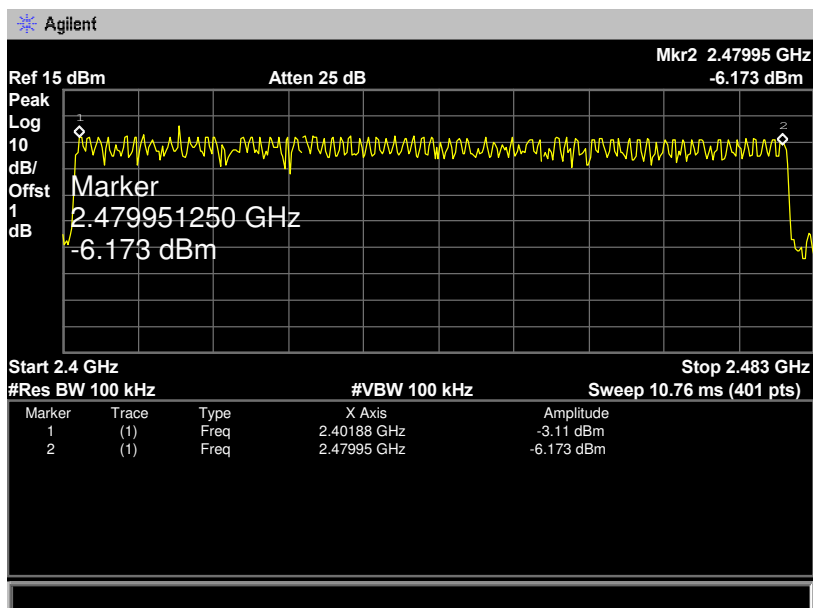 Agilent
Mkr2 2.47995 GHz
Ref 15 dBm Atten 25 dB -6.173 dBm
Peak
Log
10
dB/
Offst
1
dB
1
2
Marker
2.479951250 GHz
-6.173 dBm
Start 2.4 GHz Stop 2.483 GHz
#Res BW 100 kHz #VBW 100 kHz Sweep 10.76 ms (401 pts)
Marker Trace Type X Axis Amplitude
1 (1) Freq 2.40188 GHz -3.11 dBm
2 (1) Freq 2.47995 GHz -6.173 dBm